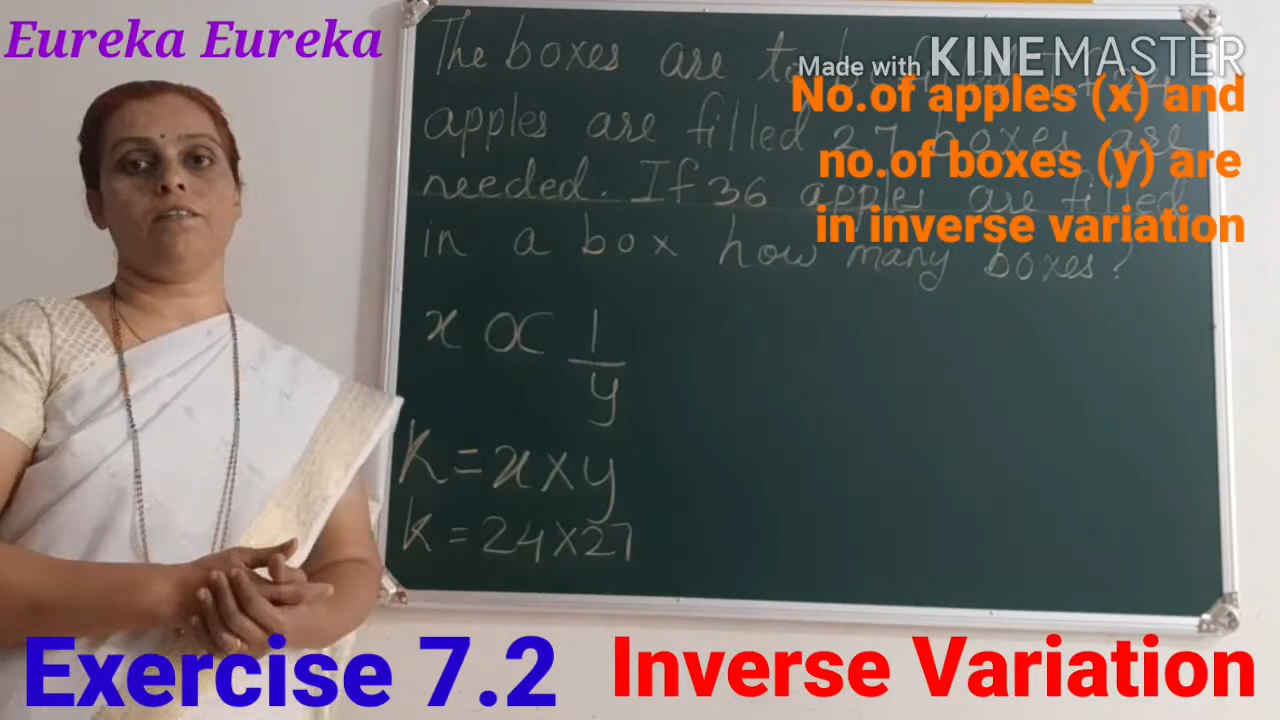 Eureka Eureka
Made with KINEMASTER
No.of apples (x) and
no.of boxes (y) are
in inverse variation
The boxes are
apples are filled 27 boxes are
needed. If 36 apples are filled
in a box how many boxes?
x ∝ 1/y
K = x × y
K = 24 × 27
Exercise 7.2 Inverse Variation